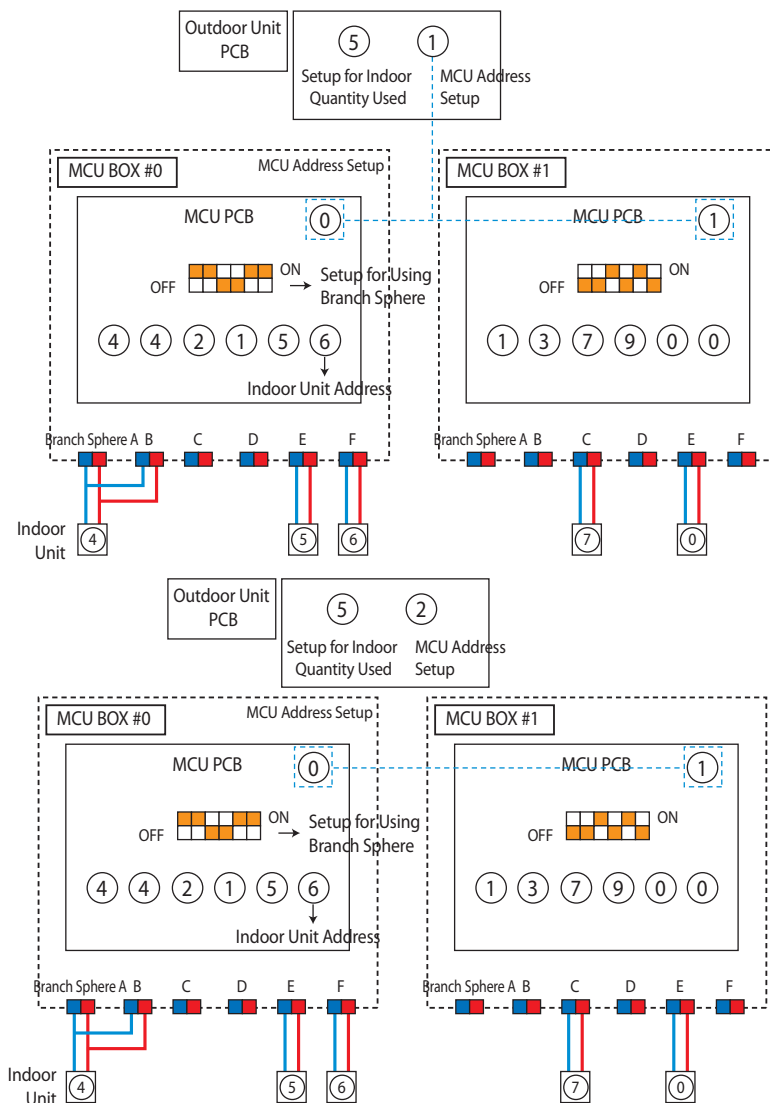 Outdoor Unit
PCB
5 1
Setup for Indoor
Quantity Used
MCU Address
Setup
MCU BOX #0
MCU Address Setup
MCU PCB
0
OFF
ON
Setup for Using
Branch Sphere
4 4 2 1 5 6
Indoor Unit Address
Branch Sphere A B C D E F
Indoor
Unit
4 5 6
MCU BOX #1
MCU PCB
1
OFF
ON
1 3 7 9 0 0
Branch Sphere A B C D E F
7 0
Outdoor Unit
PCB
5 2
Setup for Indoor
Quantity Used
MCU Address
Setup
MCU BOX #0
MCU Address Setup
MCU PCB
0
OFF
ON
Setup for Using
Branch Sphere
4 4 2 1 5 6
Indoor Unit Address
Branch Sphere A B C D E F
Indoor
Unit
4 5 6
MCU BOX #1
MCU PCB
1
OFF
ON
1 3 7 9 0 0
Branch Sphere A B C D E F
7 0